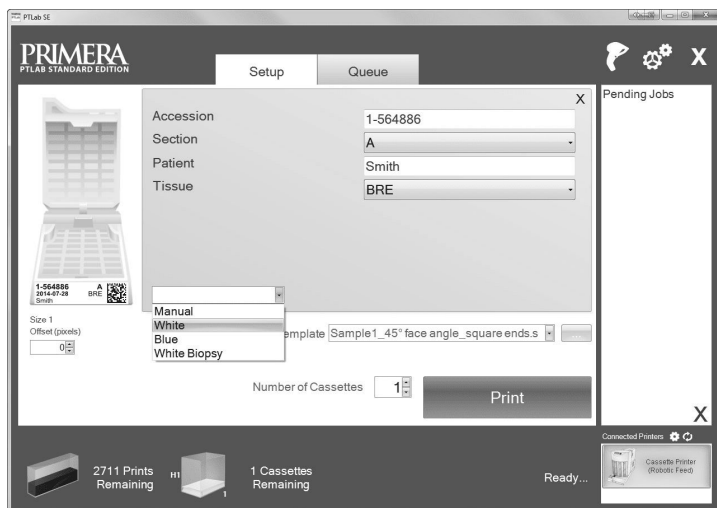 PTLab SE
PRIMERA
PTLAB STANDARD EDITION
Setup
Queue
X
X
Pending Jobs
Accession
1-564886
Section
A
Patient
Smith
Tissue
BRE
1-564886 A
2014-07-28 BRE
Smith
Size 1
Offset (pixels)
0
Manual
White
Blue
White Biopsy
Sample1_45° face angle_square ends.s
...
Number of Cassettes
1
Print
X
Connected Printers
Cassette Printer
(Robotic Feed)
2711 Prints
Remaining
H1
1
1 Cassettes
Remaining
Ready...